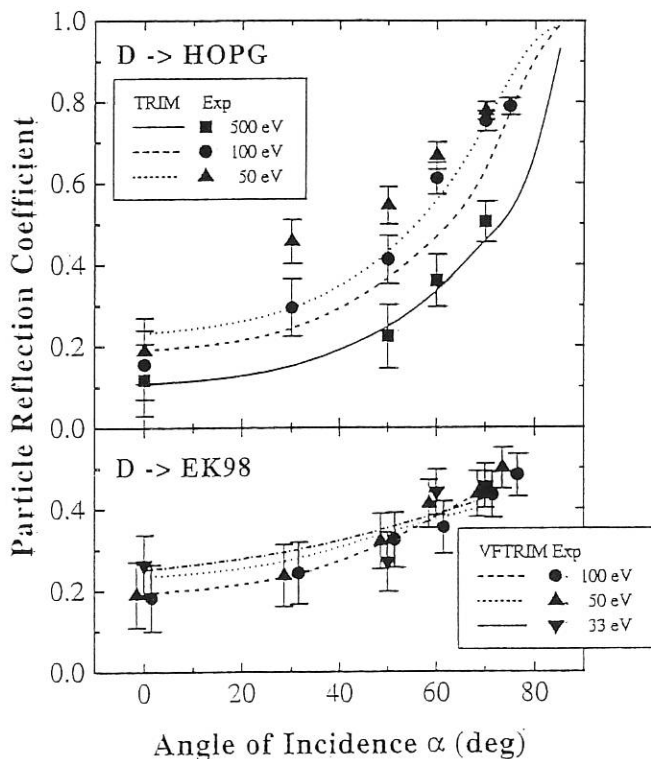 Particle Reflection Coefficient
1.0
0.8
0.6
0.4
0.2
0.0
D -> HOPG
TRIM Exp
500 eV
100 eV
50 eV
0.4
0.2
0.0
D -> EK98
VFTRIM Exp
100 eV
50 eV
33 eV
0 20 40 60 80
Angle of Incidence α (deg)